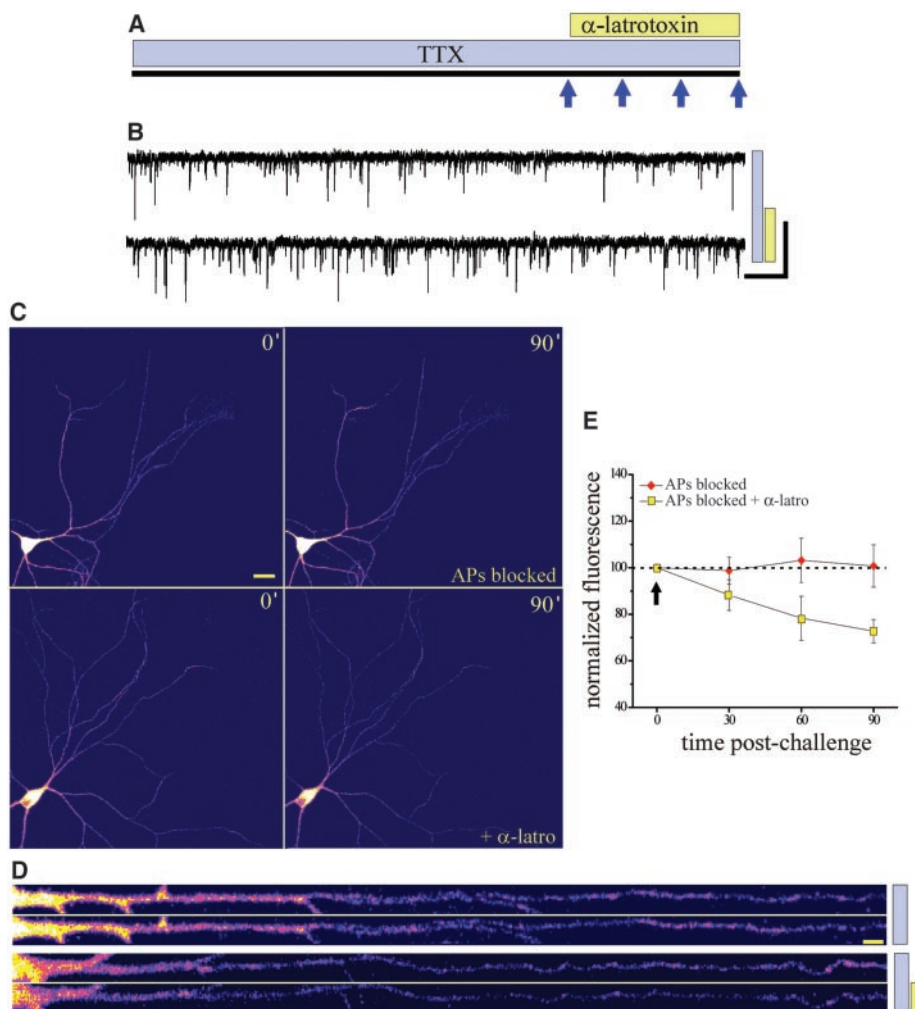 A
α-latrotoxin
TTX
B
C
0'
90'
APs blocked
0'
90'
+ α-latro
D
E
APs blocked
APs blocked + α-latro
normalized fluorescence
140
120
100
80
60
40
0 30 60 90
time post-challenge